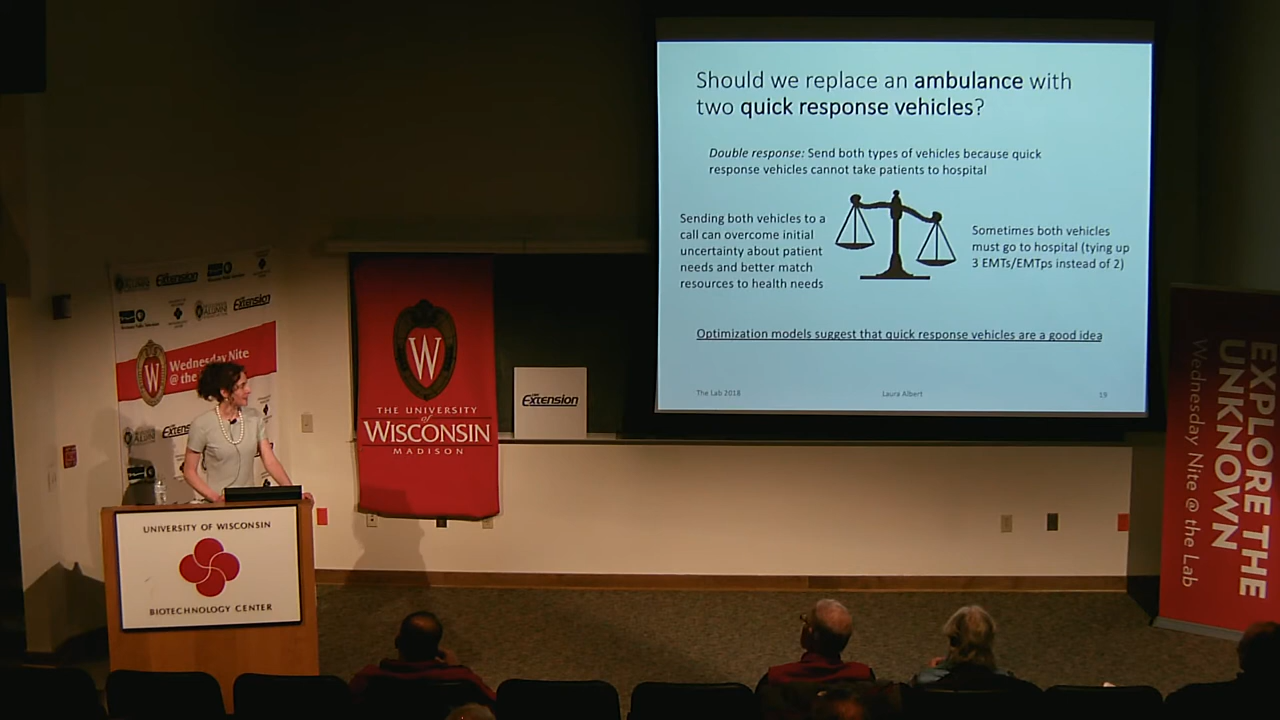 Should we replace an ambulance with
two quick response vehicles?
Double response: Send both types of vehicles because quick
response vehicles cannot take patients to hospital
Sending both vehicles to a
call can overcome initial
uncertainty about patient
needs and better match
resources to health needs
Sometimes both vehicles
must go to hospital (tying up
3 EMTs/EMTps instead of 2)
Optimization models suggest that quick response vehicles are a good idea
The Lab 2018
Laura Albert
19
Extension
Extension
Wednesday Nite
@ the
W
THE UNIVERSITY
of
WISCONSIN
MADISON
Extension
UNIVERSITY OF WISCONSIN
BIOTECHNOLOGY CENTER
EXPLORE THE
UNKNOWN
Wednesday Nite @ the Lab